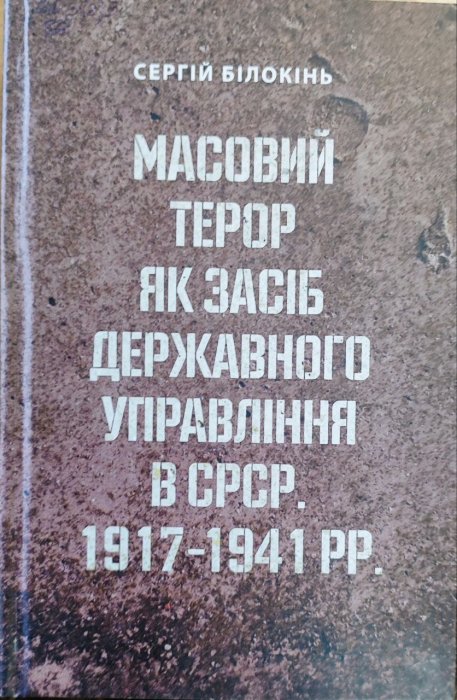 СЕРГІЙ БІЛОКІНЬ
МАСОВИЙ
ТЕРОР
ЯК ЗАСІБ
ДЕРЖАВНОГО
УПРАВЛІННЯ
В СРСР.
1917-1941 РР.